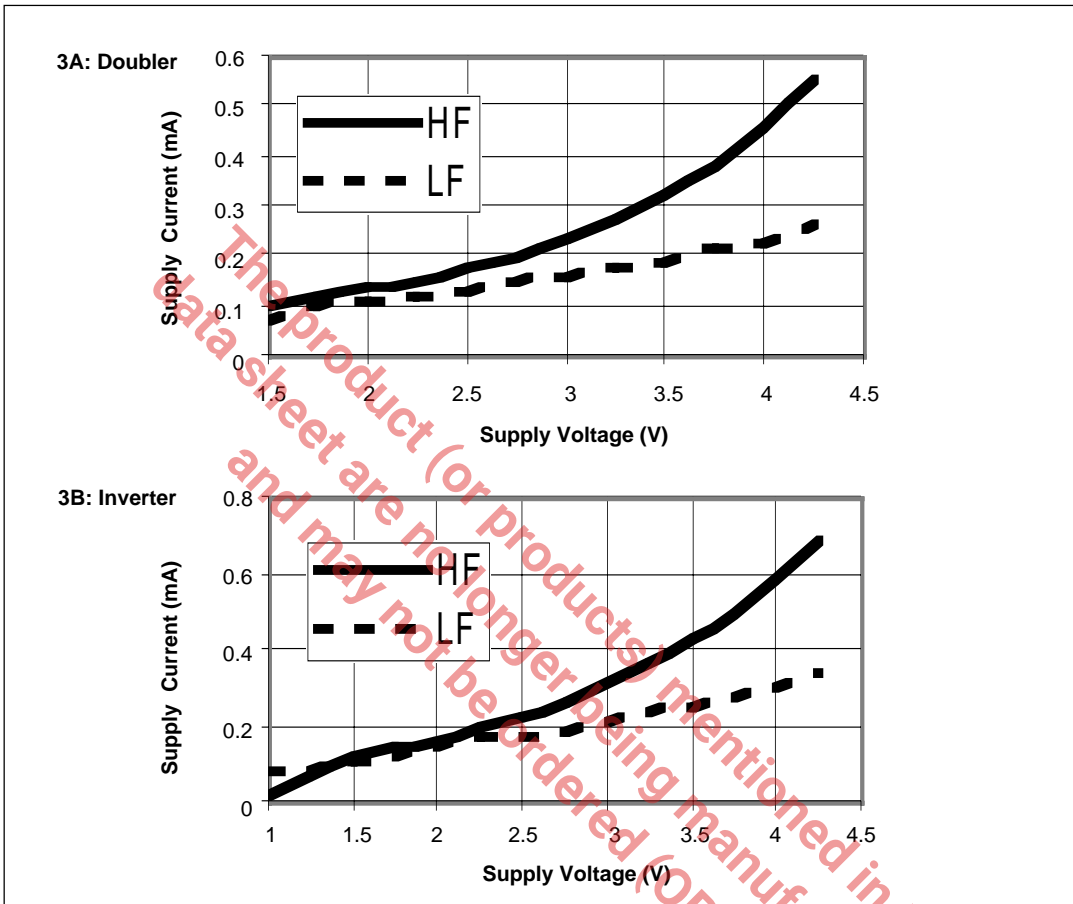 3A: Doubler
Supply Current (mA)
0.6
0.5
0.4
0.3
0.2
0.1
0
HF
LF
1.5 2 2.5 3 3.5 4 4.5
Supply Voltage (V)
3B: Inverter
Supply Current (mA)
0.8
0.6
0.4
0.2
0
HF
LF
1 1.5 2 2.5 3 3.5 4 4.5
Supply Voltage (V)
The product (or products) mentioned in
data sheet are no longer being manuf
and may not be ordered (